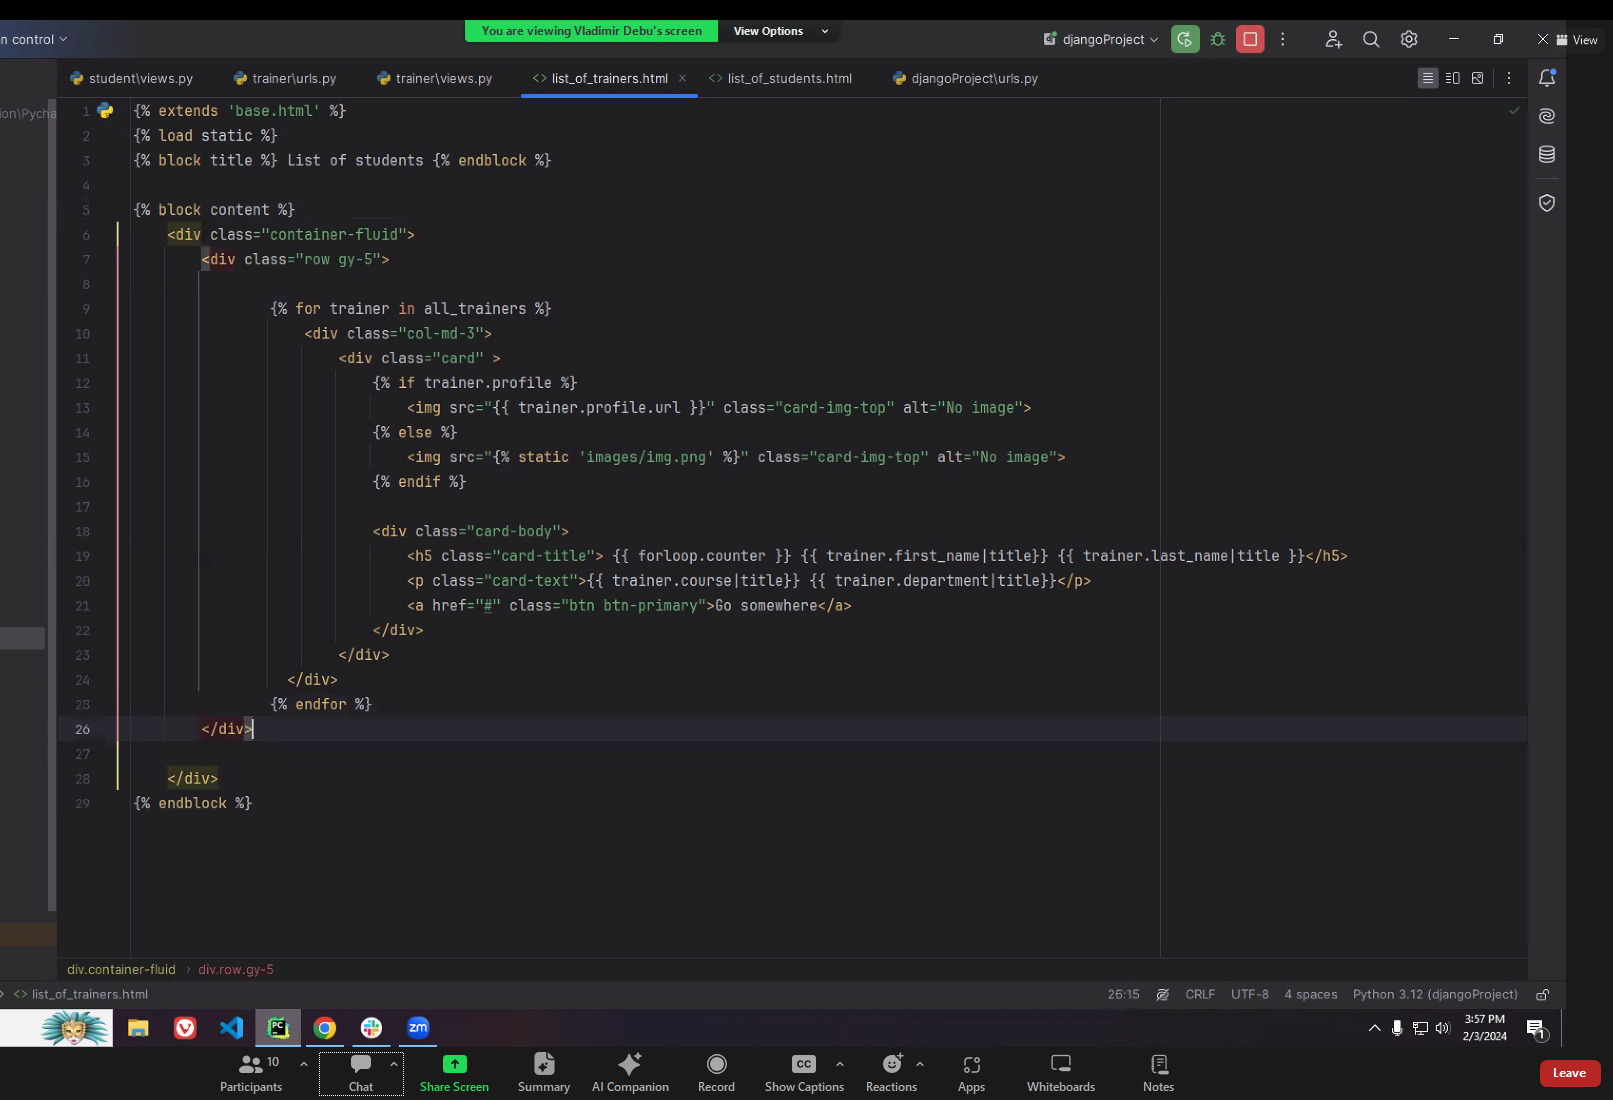 You are viewing Vladimir Debu's screen
View Options
n control
djangoProject
View
student\views.py
trainer\urls.py
trainer\views.py
list_of_trainers.html
list_of_students.html
djangoProject\urls.py
ion\Pycha
1 {% extends 'base.html' %}
2 {% load static %}
3 {% block title %} List of students {% endblock %}
4
5 {% block content %}
6 <div class="container-fluid">
7 <div class="row gy-5">
8
9 {% for trainer in all_trainers %}
10 <div class="col-md-3">
11 <div class="card" >
12 {% if trainer.profile %}
13 <img src="{{ trainer.profile.url }}" class="card-img-top" alt="No image">
14 {% else %}
15 <img src="{% static 'images/img.png' %}" class="card-img-top" alt="No image">
16 {% endif %}
17
18 <div class="card-body">
19 <h5 class="card-title"> {{ forloop.counter }} {{ trainer.first_name|title}} {{ trainer.last_name|title }}</h5>
20 <p class="card-text">{{ trainer.course|title}} {{ trainer.department|title}}</p>
21 <a href="#" class="btn btn-primary">Go somewhere</a>
22 </div>
23 </div>
24 </div>
25 {% endfor %}
26 </div>
27
28 </div>
29 {% endblock %}
div.container-fluid › div.row.gy-5
list_of_trainers.html
26:15
CRLF
UTF-8
4 spaces
Python 3.12 (djangoProject)
PC
zm
3:57 PM
2/3/2024
1
10
Participants
Chat
Share Screen
Summary
AI Companion
Record
CC
Show Captions
Reactions
Apps
Whiteboards
Notes
Leave